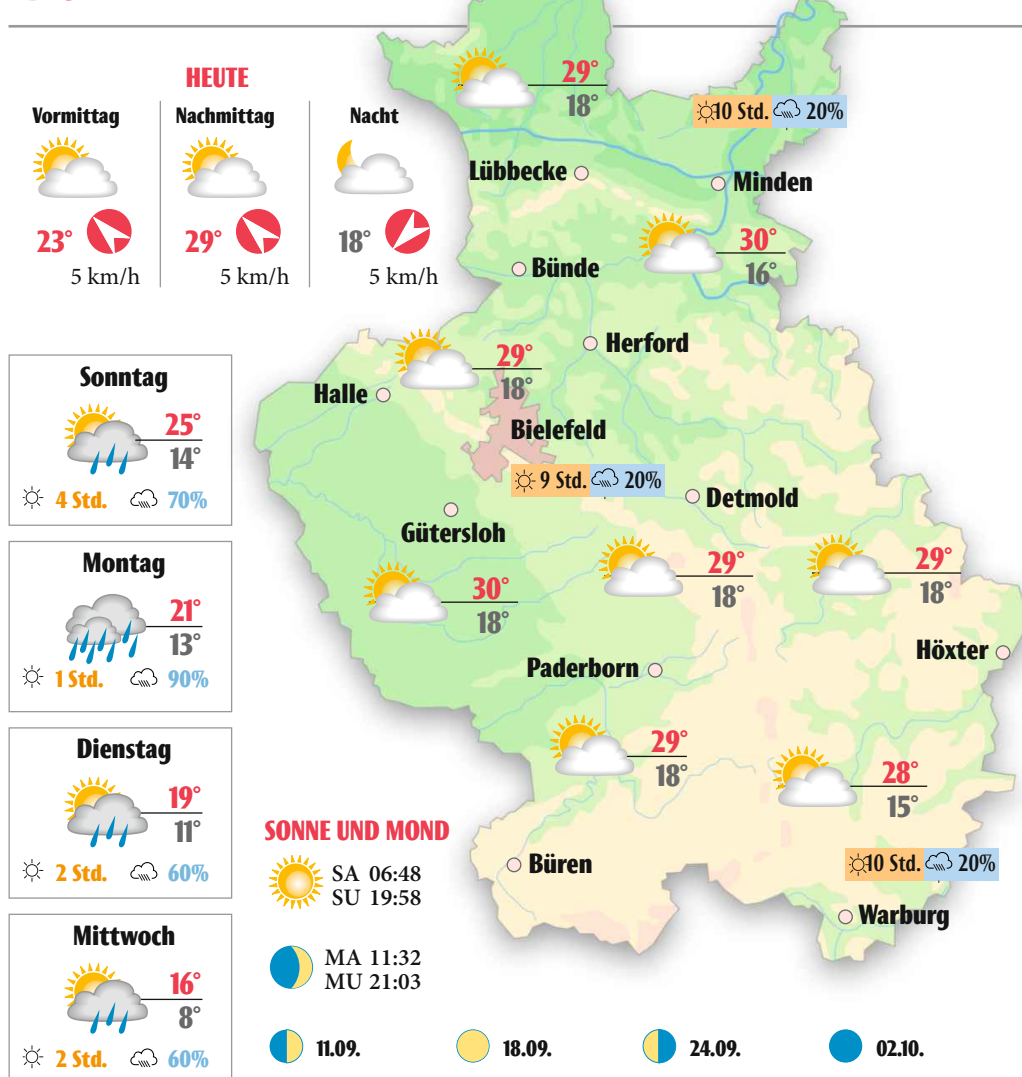 HEUTE
Vormittag
Nachmittag
Nacht
23°
29°
18°
5 km/h
5 km/h
5 km/h
Sonntag
25°
14°
4 Std. 70%
Montag
21°
13°
1 Std. 90%
Dienstag
19°
11°
2 Std. 60%
Mittwoch
16°
8°
2 Std. 60%
29°
18°
10 Std. 20%
Lübbecke
Minden
30°
16°
Bünde
Herford
29°
18°
Halle
Bielefeld
9 Std. 20%
Detmold
Gütersloh
29°
18°
29°
18°
30°
18°
Höxter
Paderborn
29°
18°
28°
15°
Büren
10 Std. 20%
Warburg
SONNE UND MOND
SA 06:48
SU 19:58
MA 11:32
MU 21:03
11.09.
18.09.
24.09.
02.10.